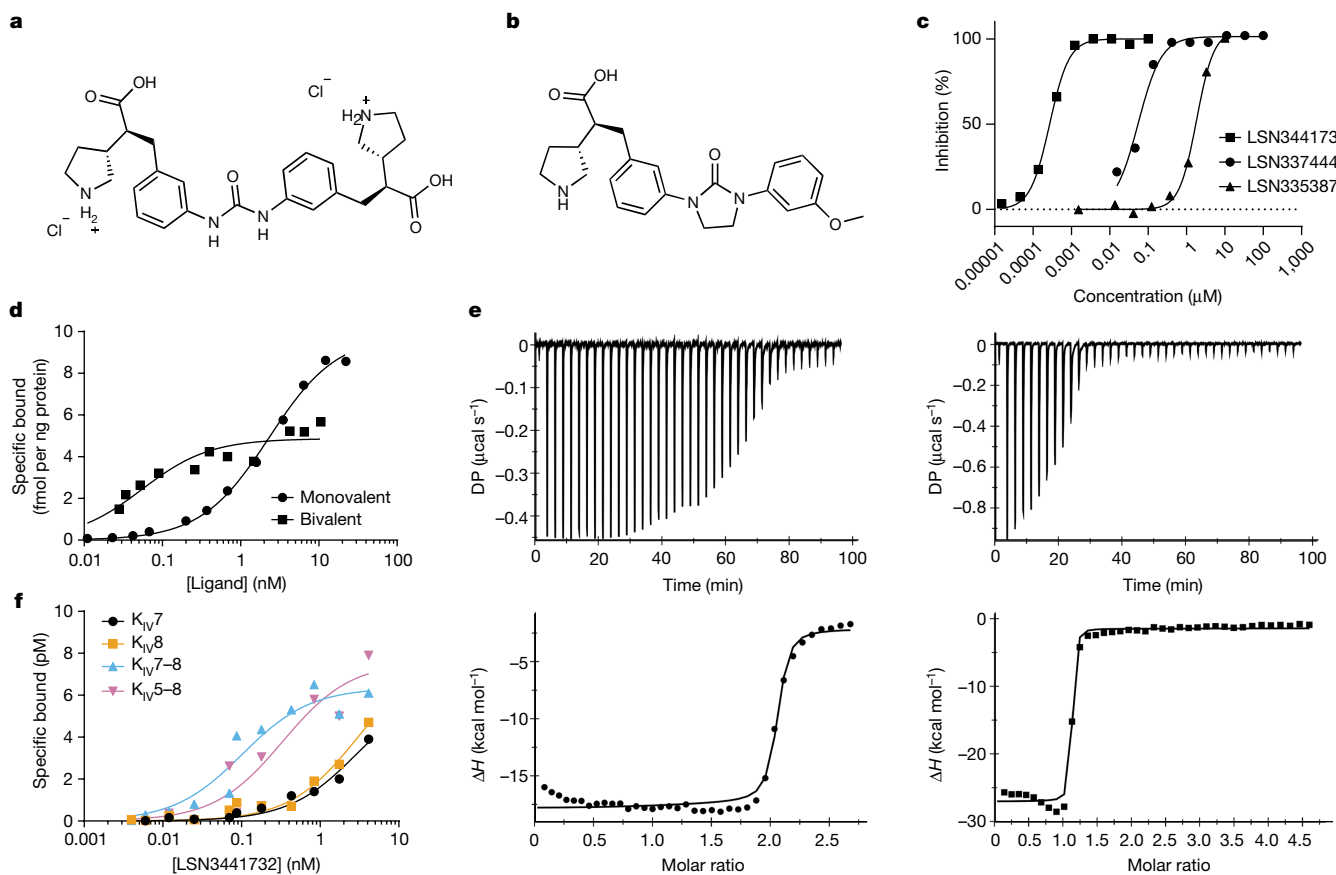 a
O
OH
Cl⁻
+
H₂N
O
OH
O
N
H
N
H
N
H₂
+
Cl⁻
b
O
OH
N
H
O
N
N
O
c
Inhibition (%)
100
50
0
LSN344173
LSN337444
LSN335387
0.00001
0.0001
0.001
0.01
0.1
1
10
100
1,000
Concentration (μM)
d
Specific bound
(fmol per ng protein)
10
8
6
4
2
0
Monovalent
Bivalent
0.01 0.1 1 10 100
[Ligand] (nM)
e
DP (μcal s⁻¹)
0
−0.1
−0.2
−0.3
−0.4
0 20 40 60 80 100
Time (min)
DP (μcal s⁻¹)
0
−0.2
−0.4
−0.6
−0.8
0 20 40 60 80 100
Time (min)
f
Specific bound (pM)
10
8
6
4
2
0
K_IV7
K_IV8
K_IV7–8
K_IV5–8
0.001 0.01 0.1 1 10
[LSN3441732] (nM)
ΔH (kcal mol⁻¹)
−5
−10
−15
0 0.5 1.0 1.5 2.0 2.5
Molar ratio
ΔH (kcal mol⁻¹)
0
−10
−20
−30
0 0.5 1.0 1.5 2.0 2.5 3.0 3.5 4.0 4.5
Molar ratio